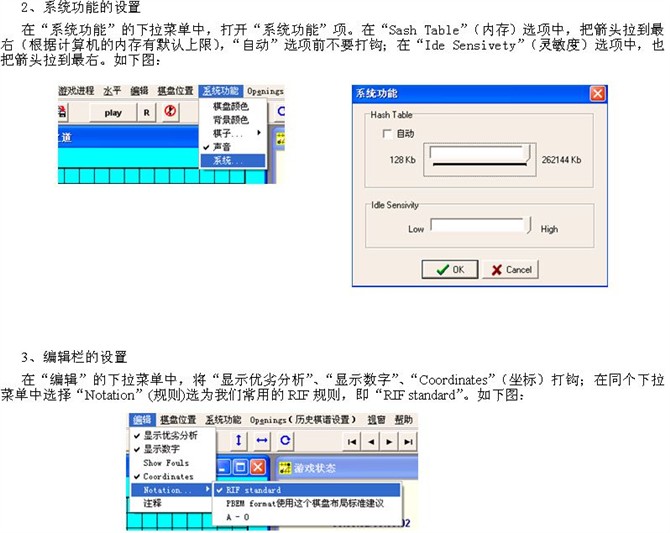 2、系统功能的设置
在“系统功能”的下拉菜单中，打开“系统功能”项。在“Sash Table”（内存）选项中，把箭头拉到最
右（根据计算机的内存有默认上限），“自动”选项前不要打钩；在“Ide Sensivety”（灵敏度）选项中，也
把箭头拉到最右。如下图：
游戏进程 水平 编辑 棋盘位置 系统功能 Opnings
play R
棋盘颜色
背景颜色
棋子...
声音
系统...
道
系统功能
Hash Table
自动
128 Kb 262144 Kb
Idle Sensivity
Low High
OK Cancel
3、编辑栏的设置
在“编辑”的下拉菜单中，将“显示优劣分析”、“显示数字”、“Coordinates”（坐标）打钩；在同个下拉
菜单中选择“Notation”(规则)选为我们常用的 RIF 规则，即“RIF standard”。如下图：
编辑 棋盘位置 系统功能 Opnings(历史棋谱设置) 视窗 帮助
显示优劣分析
显示数字
Show Fouls
Coordinates
Notation...
注释
游戏状态
RIF standard
PBEM format使用这个棋盘布局标准建议
A - O